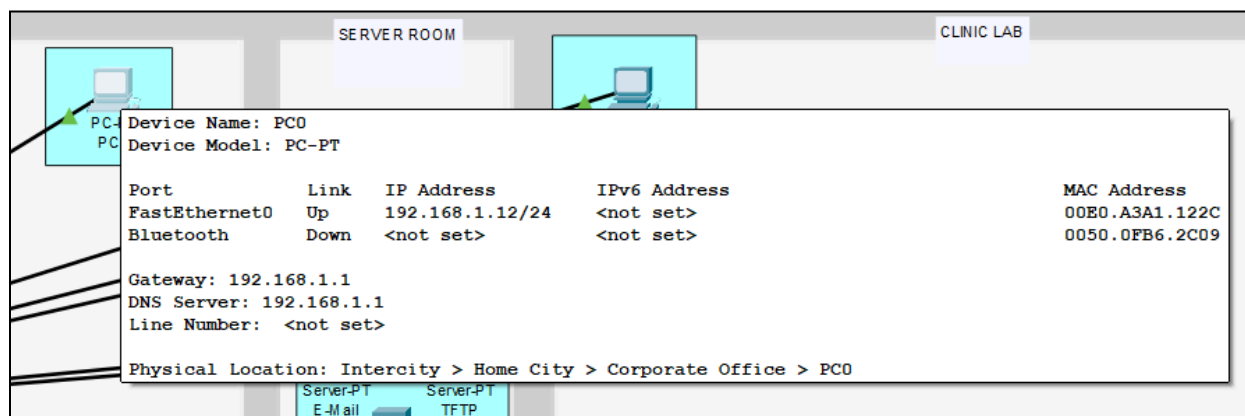 SERVER ROOM
CLINIC LAB
PC-
PC
Device Name: PC0
Device Model: PC-PT
Port Link IP Address IPv6 Address MAC Address
FastEthernet0 Up 192.168.1.12/24 <not set> 00E0.A3A1.122C
Bluetooth Down <not set> <not set> 0050.0FB6.2C09
Gateway: 192.168.1.1
DNS Server: 192.168.1.1
Line Number: <not set>
Physical Location: Intercity > Home City > Corporate Office > PC0
Server-PT Server-PT
E-Mail TFTP